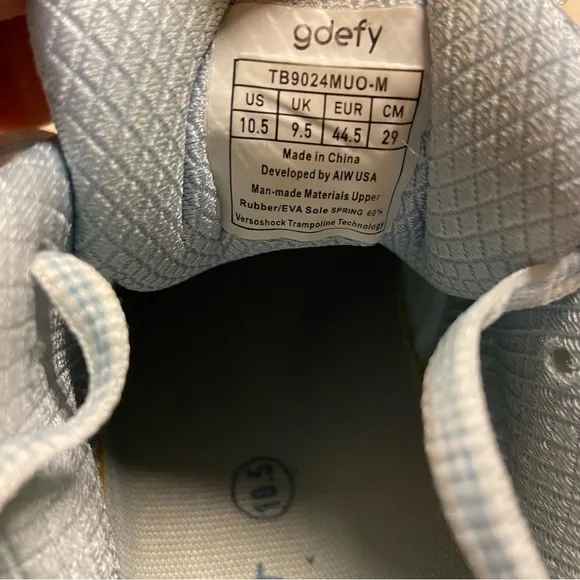 gdefy
TB9024MUO-M
US UK EUR CM
10.5 9.5 44.5 29
Made in China
Developed by AIW USA
Man-made Materials Upper
Rubber/EVA Sole SPRING 60%
Versoshock Trampoline Technology
10.5